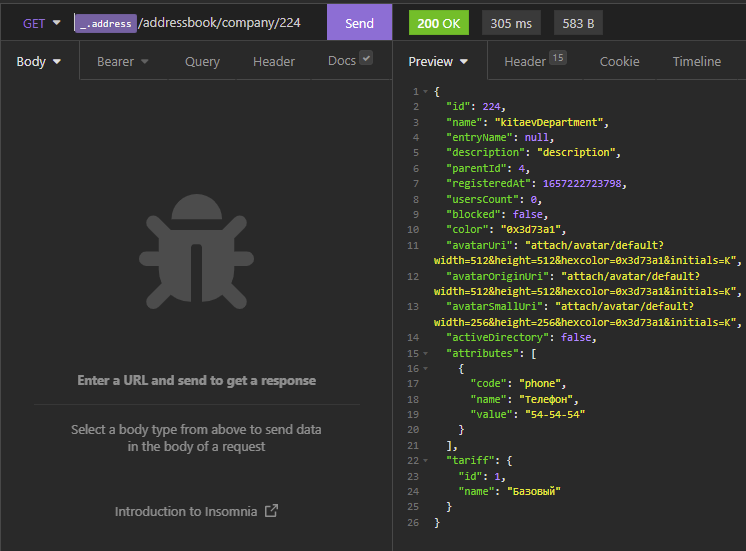 GET _.address/addressbook/company/224 Send 200 OK 305 ms 583 B
Body Bearer Query Header Docs Preview Header 15 Cookie Timeline
Enter a URL and send to get a response
Select a body type from above to send data
in the body of a request
Introduction to Insomnia
1 {
2 "id": 224,
3 "name": "kitaevDepartment",
4 "entryName": null,
5 "description": "description",
6 "parentId": 4,
7 "registeredAt": 1657222723798,
8 "usersCount": 0,
9 "blocked": false,
10 "color": "0x3d73a1",
11 "avatarUri": "attach/avatar/default?
width=512&height=512&hexcolor=0x3d73a1&initials=K",
12 "avatarOriginUri": "attach/avatar/default?
width=512&height=512&hexcolor=0x3d73a1&initials=K",
13 "avatarSmallUri": "attach/avatar/default?
width=256&height=256&hexcolor=0x3d73a1&initials=K",
14 "activeDirectory": false,
15 "attributes": [
16 {
17 "code": "phone",
18 "name": "Телефон",
19 "value": "54-54-54"
20 }
21 ],
22 "tariff": {
23 "id": 1,
24 "name": "Базовый"
25 }
26 }